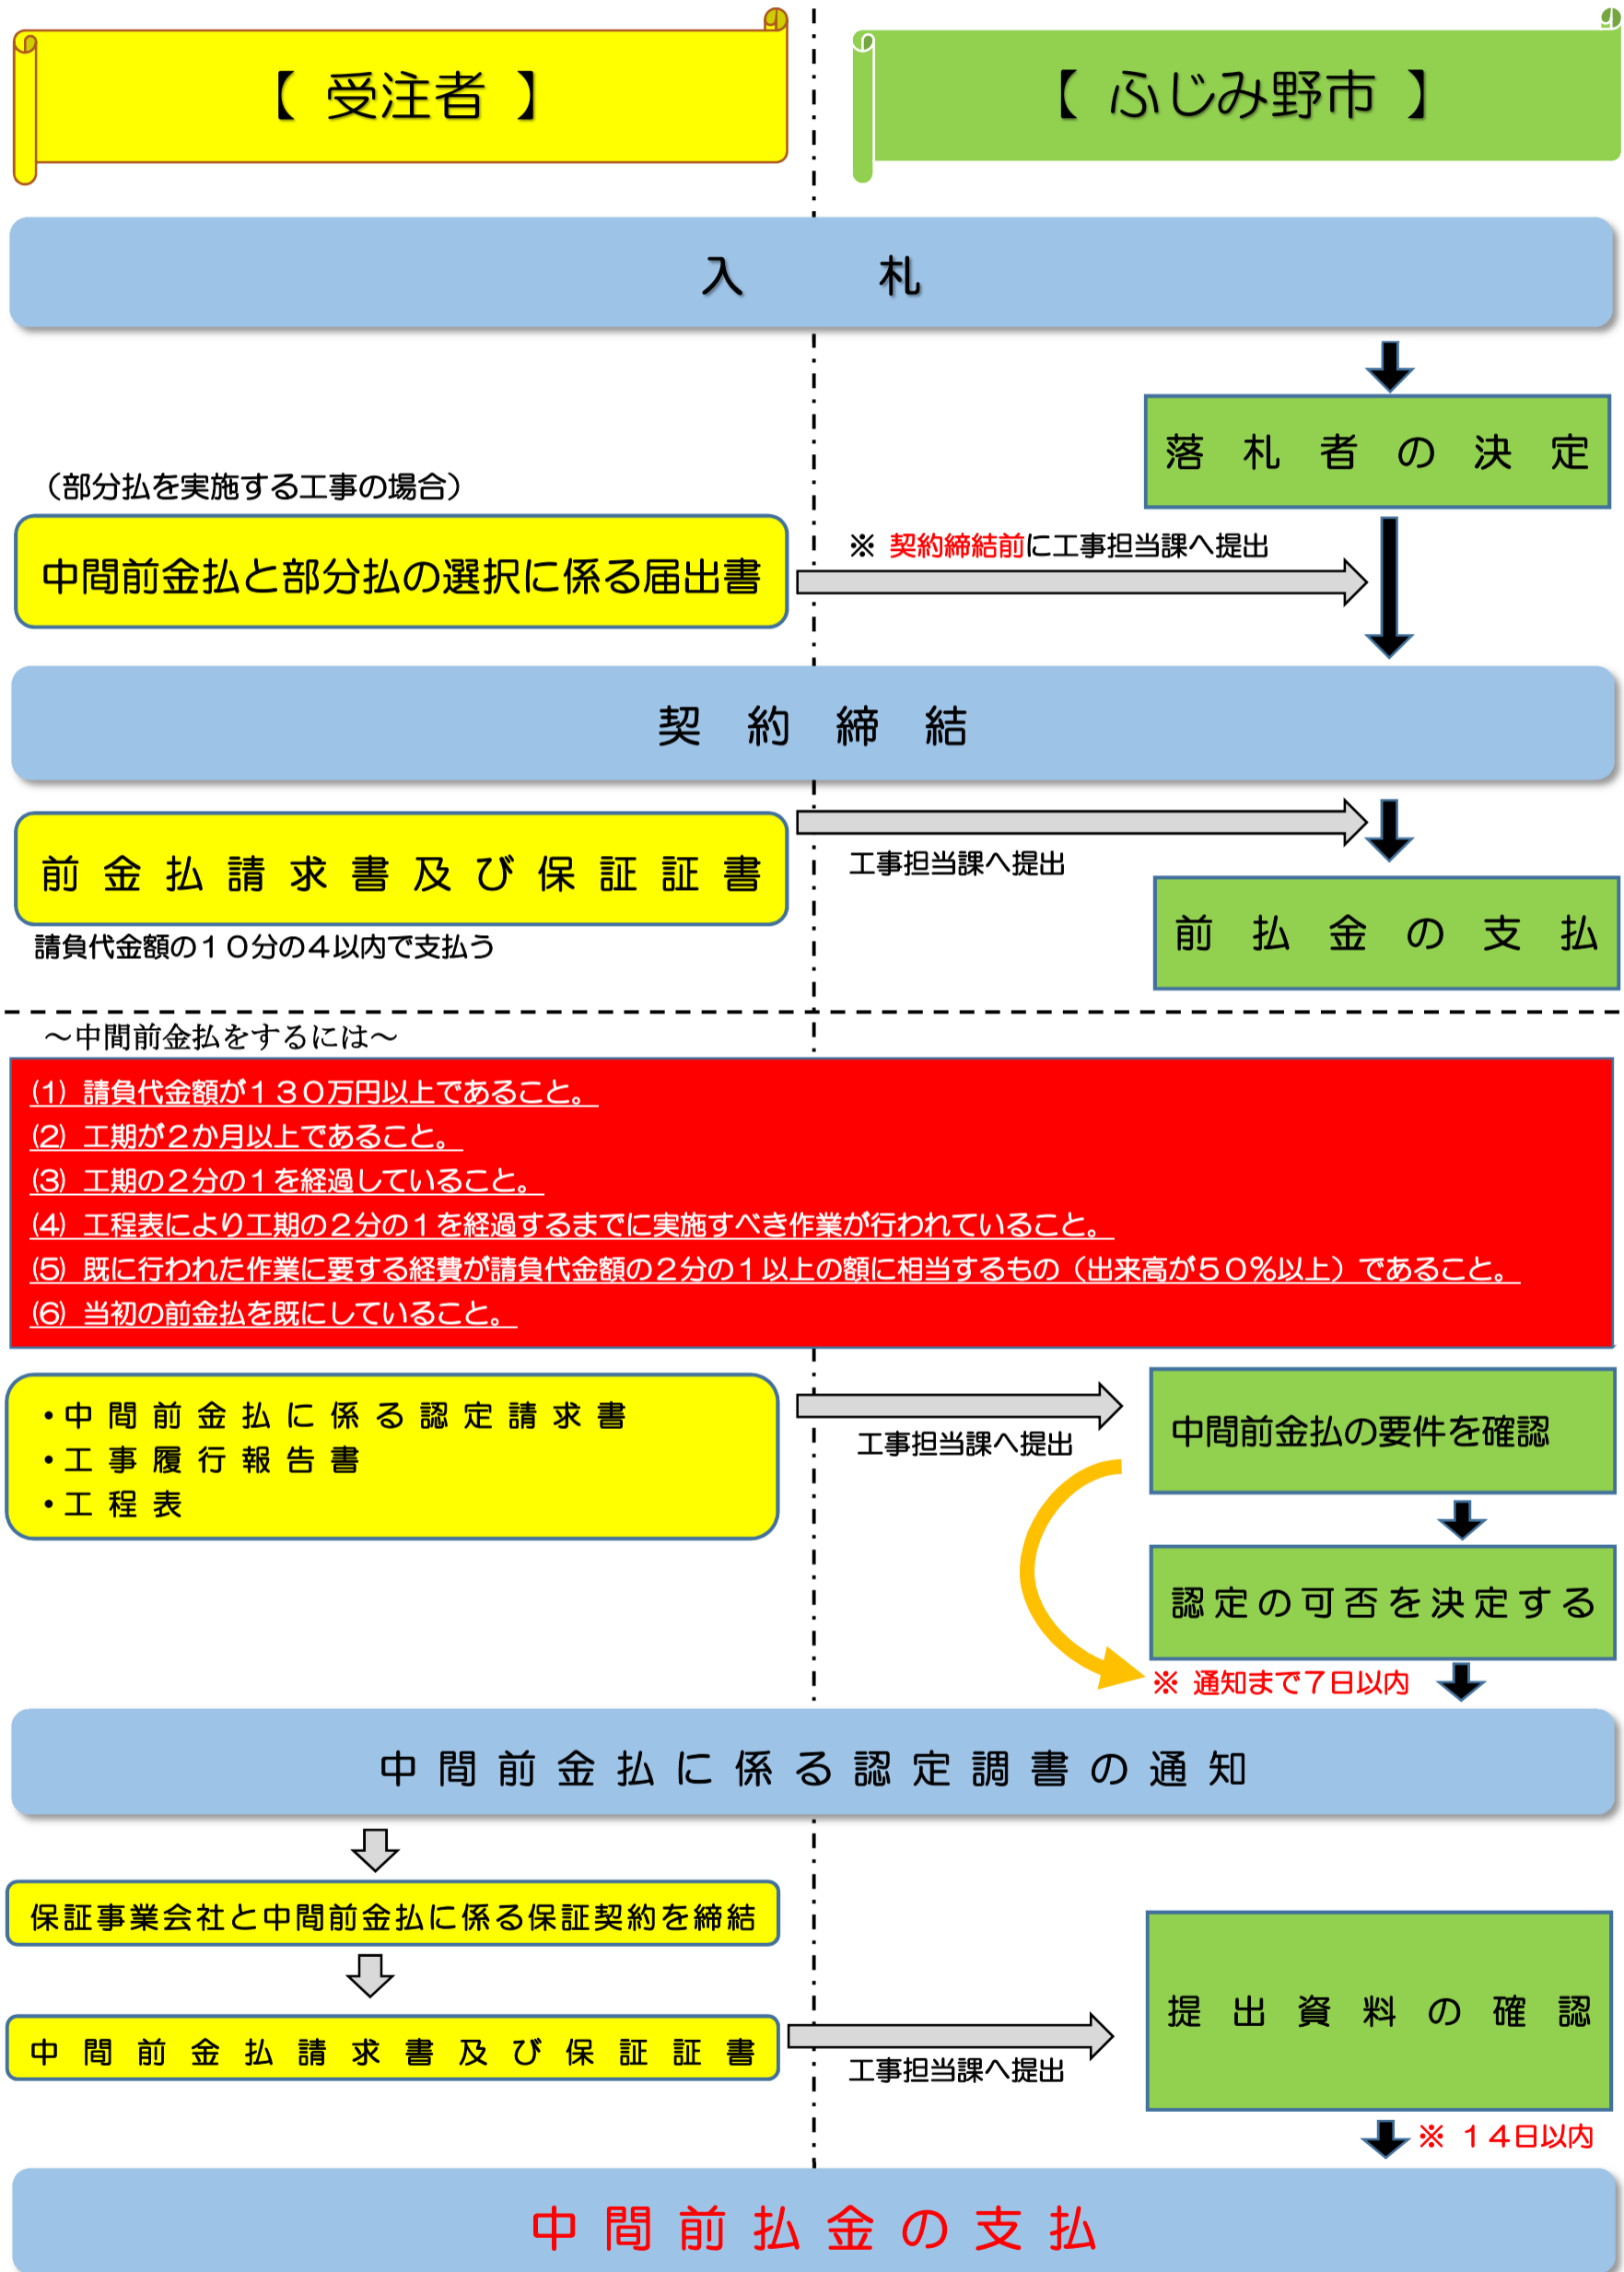 【 受注者 】
【 ふじみ野市 】
入　札
落札者の決定
（部分払を実施する工事の場合）
中間前金払と部分払の選択に係る届出書
※ 契約締結前に工事担当課へ提出
契約締結
前金払請求書及び保証証書
工事担当課へ提出
請負代金額の１０分の４以内で支払う
前払金の支払
～中間前金払をするには～
(1) 請負代金額が１３０万円以上であること。
(2) 工期が２か月以上であること。
(3) 工期の２分の１を経過していること。
(4) 工程表により工期の２分の１を経過するまでに実施すべき作業が行われていること。
(5) 既に行われた作業に要する経費が請負代金額の２分の１以上の額に相当するもの（出来高が５０％以上）であること。
(6) 当初の前金払を既にしていること。
・中間前金払に係る認定請求書
・工事履行報告書
・工程表
工事担当課へ提出
中間前金払の要件を確認
認定の可否を決定する
※ 通知まで７日以内
中間前金払に係る認定調書の通知
保証事業会社と中間前金払に係る保証契約を締結
中間前金払請求書及び保証証書
工事担当課へ提出
提出資料の確認
※ １４日以内
中間前払金の支払